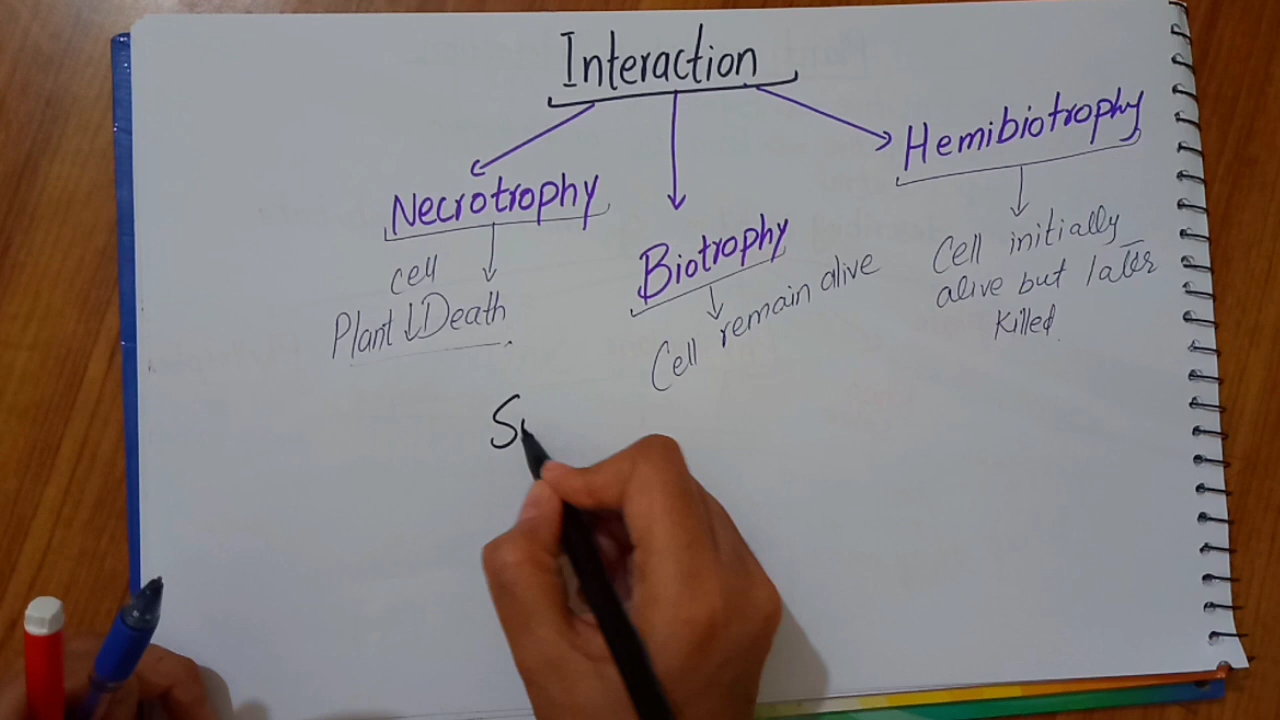 Interaction
Necrotrophy
cell
Plant ↓ Death
Biotrophy
Cell remain alive
Hemibiotrophy
Cell initially
alive but later
Killed.